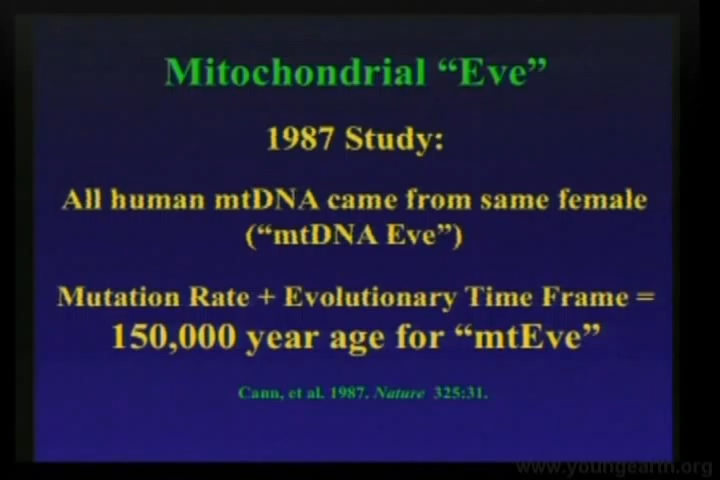 Mitochondrial “Eve”
1987 Study:
All human mtDNA came from same female
(“mtDNA Eve”)
Mutation Rate + Evolutionary Time Frame =
150,000 year age for “mtEve”
Cann, et al. 1987. Nature 325:31.
www.youngearth.org